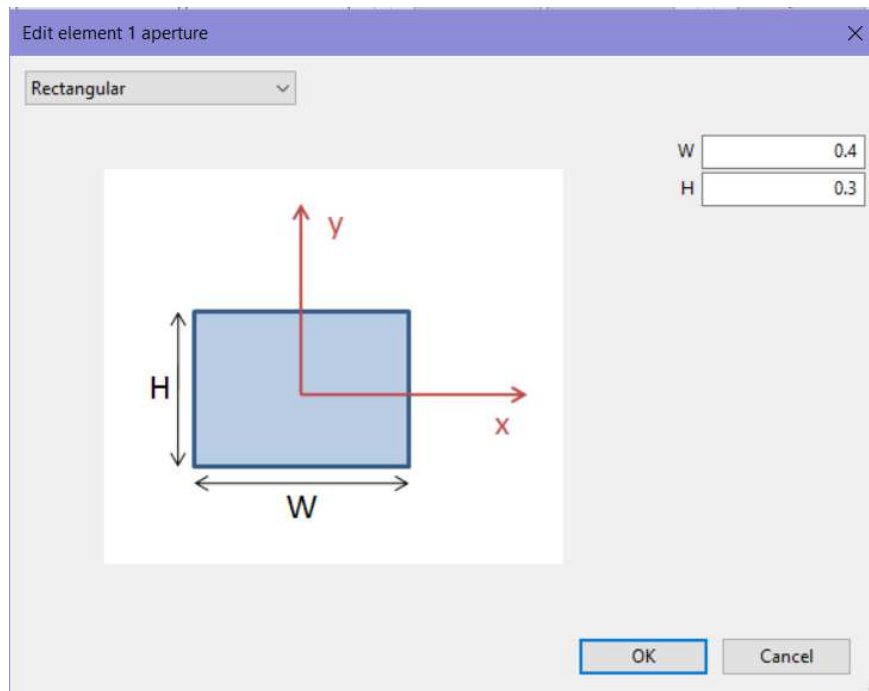 Edit element 1 aperture
Rectangular
W 0.4
H 0.3
y
H
x
W
OK Cancel